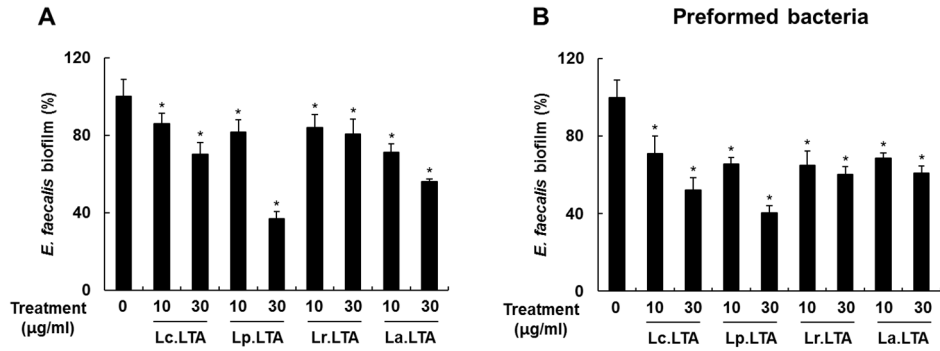 A
120
80
40
0
E. faecalis biofilm (%)
* * * * * * * *
Treatment
(μg/ml)
0 10 30 10 30 10 30 10 30
Lc.LTA Lp.LTA Lr.LTA La.LTA
B Preformed bacteria
120
80
40
0
E. faecalis biofilm (%)
* * * * * * * *
Treatment
(μg/ml)
0 10 30 10 30 10 30 10 30
Lc.LTA Lp.LTA Lr.LTA La.LTA